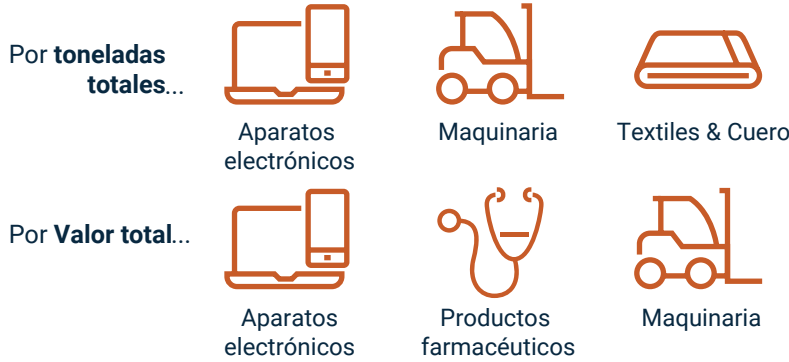 Por toneladas
totales...
Aparatos
electrónicos
Maquinaria
Textiles & Cuero
Por Valor total...
Aparatos
electrónicos
Productos
farmacéuticos
Maquinaria